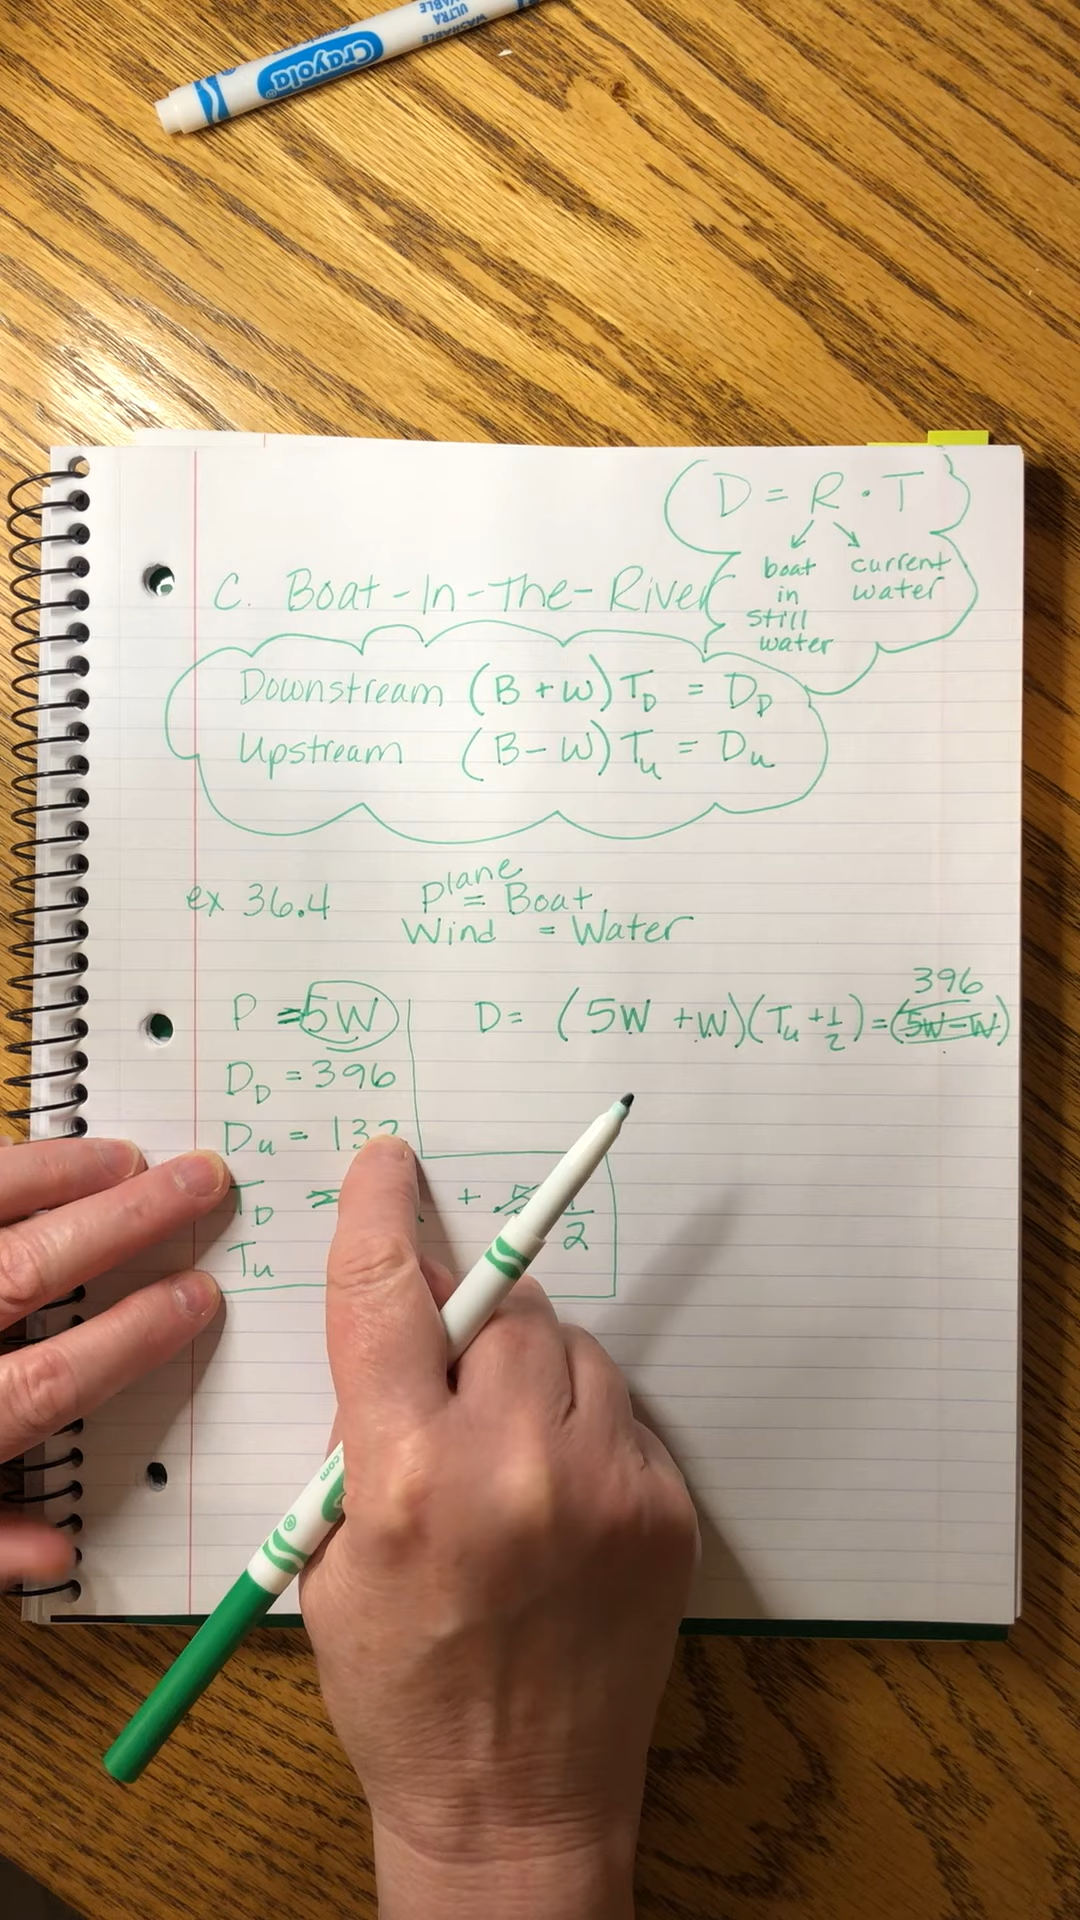 Crayola
ULTRA
WASHABLE
D = R · T
boat
in
still
water
current
water
C. Boat-In-The-River
Downstream (B + W) T_D = D_D
Upstream (B - W) T_u = D_u
ex 36.4
plane = Boat
Wind = Water
P = 5W
D_D = 396
D_u = 132
T_D = + 1/2
T_u
396
D = (5W + W)(T_u + 1/2) = (5W - W)
.com